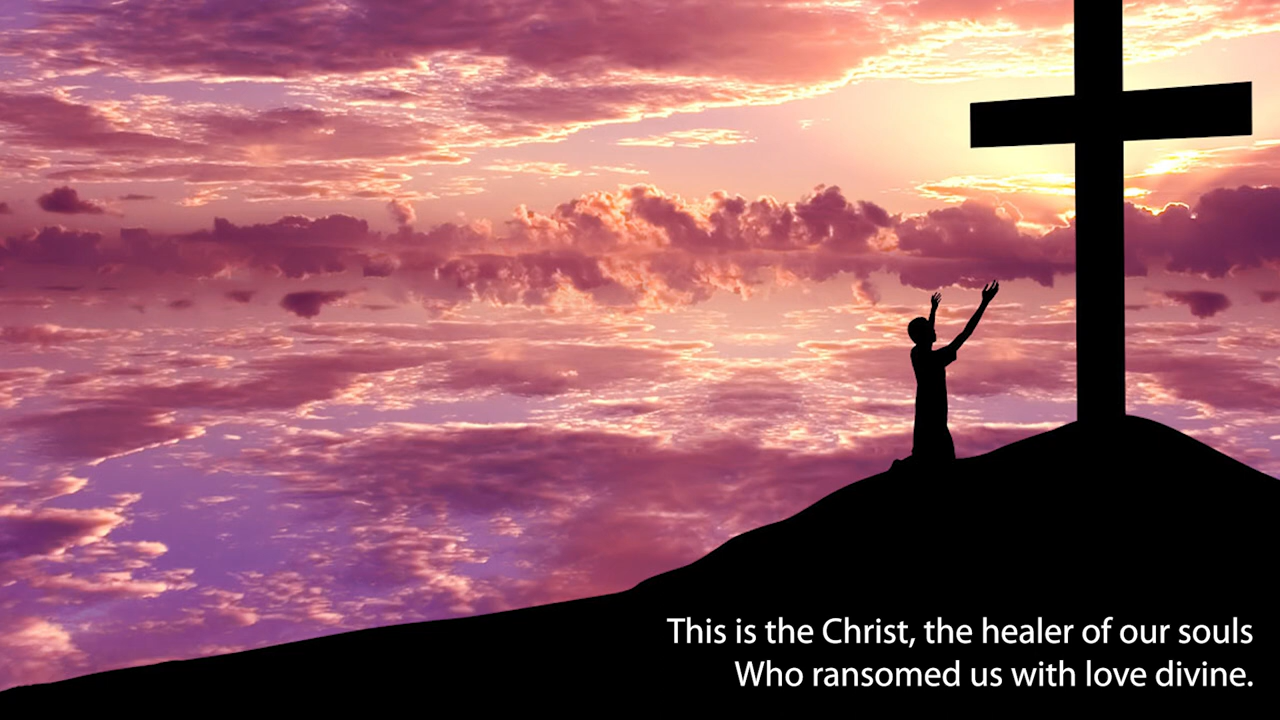 This is the Christ, the healer of our souls
Who ransomed us with love divine.